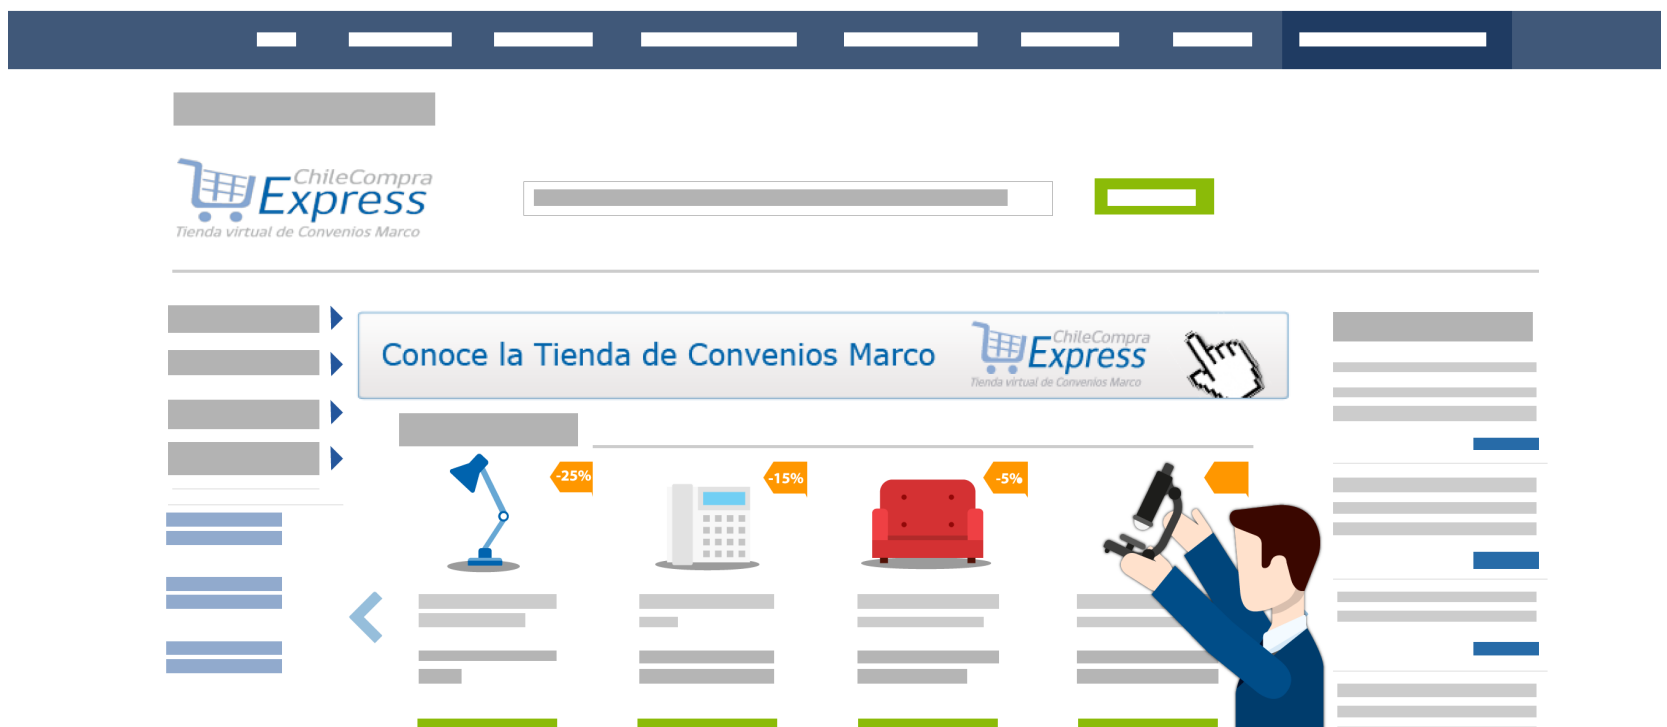 ChileCompra
Express
Tienda virtual de Convenios Marco
Conoce la Tienda de Convenios Marco
ChileCompra
Express
Tienda virtual de Convenios Marco
-25%
-15%
-5%